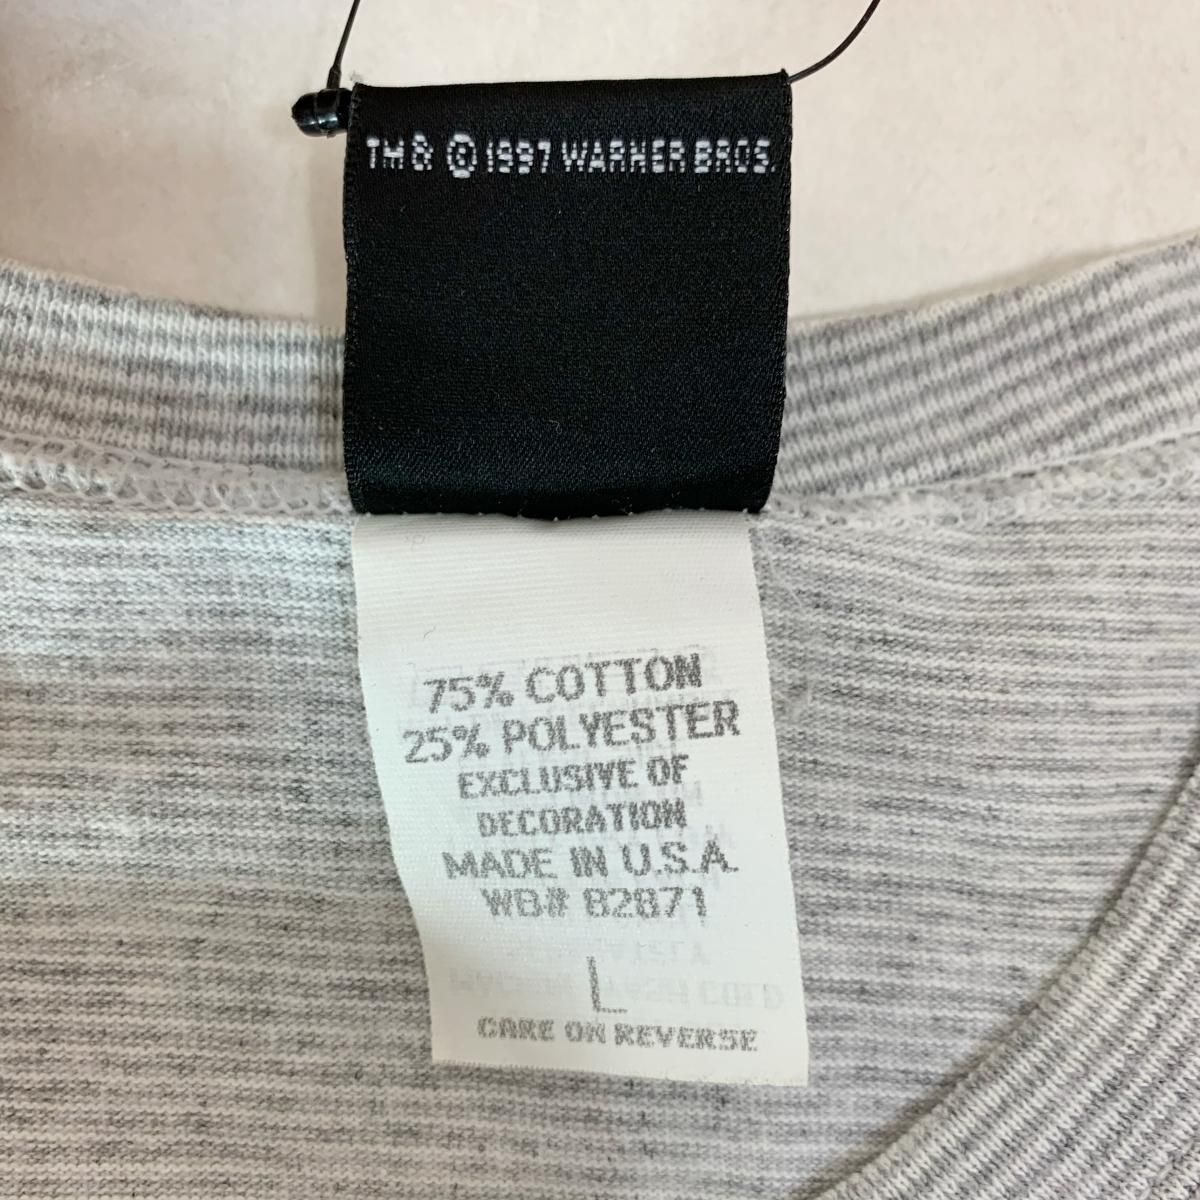 TM & © 1997 WARNER BROS.
75% COTTON
25% POLYESTER
EXCLUSIVE OF
DECORATION
MADE IN U.S.A.
WB# 82871
L
CARE ON REVERSE